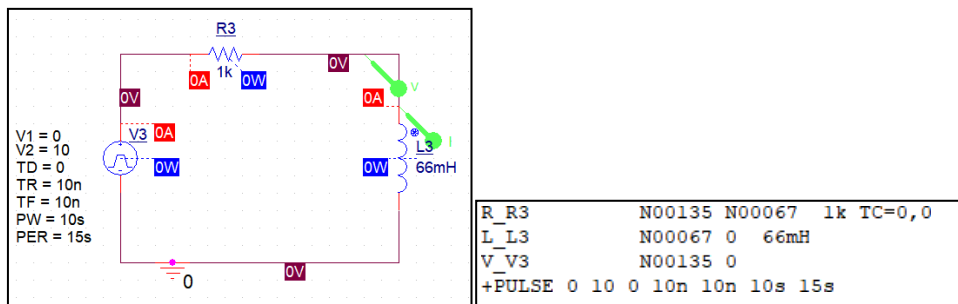 R3
1k
0A
0W
0V
0V
V
0A
I
V1 = 0
V2 = 10
TD = 0
TR = 10n
TF = 10n
PW = 10s
PER = 15s
V3
0A
0W
L3
66mH
0W
0V
0
R_R3 N00135 N00067 1k TC=0,0
L_L3 N00067 0 66mH
V_V3 N00135 0
+PULSE 0 10 0 10n 10n 10s 15s